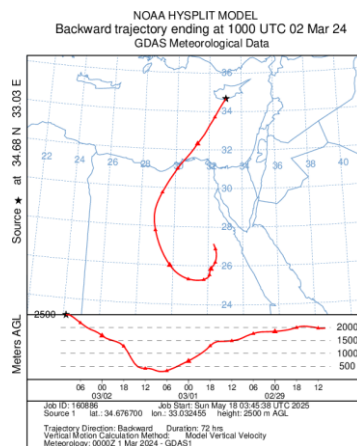 NOAA HYSPLIT MODEL
Backward trajectory ending at 1000 UTC 02 Mar 24
GDAS Meteorological Data
Source ★ at 34.68 N 33.03 E
36
34
22 24 32 34 36 38 40
30
28
26
24
2500
Meters AGL
2000
1500
1000
500
06 00 18 12 06 00 18 12 06 00 18 12
03/02 03/01 02/29
Job ID: 160886 Job Start: Sun May 18 03:45:38 UTC 2025
Source 1 lat.: 34.676700 lon.: 33.032455 height: 2500 m AGL
Trajectory Direction: Backward Duration: 72 hrs
Vertical Motion Calculation Method: Model Vertical Velocity
Meteorology: 0000Z 1 Mar 2024 - GDAS1